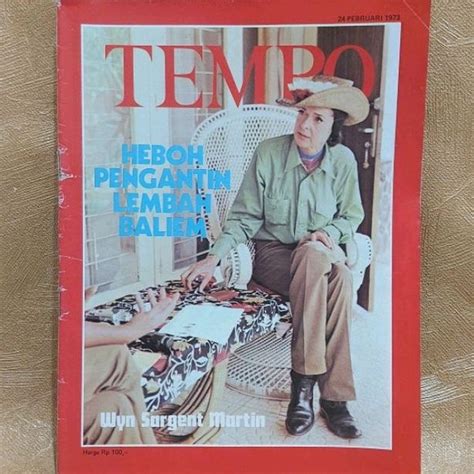 24 FEBRUARI 1973
TEMPO
HEBOH
PENGANTIN
LEMBAH
BALIEM
Wyn Sargent Martin
Harga Rp 100,-